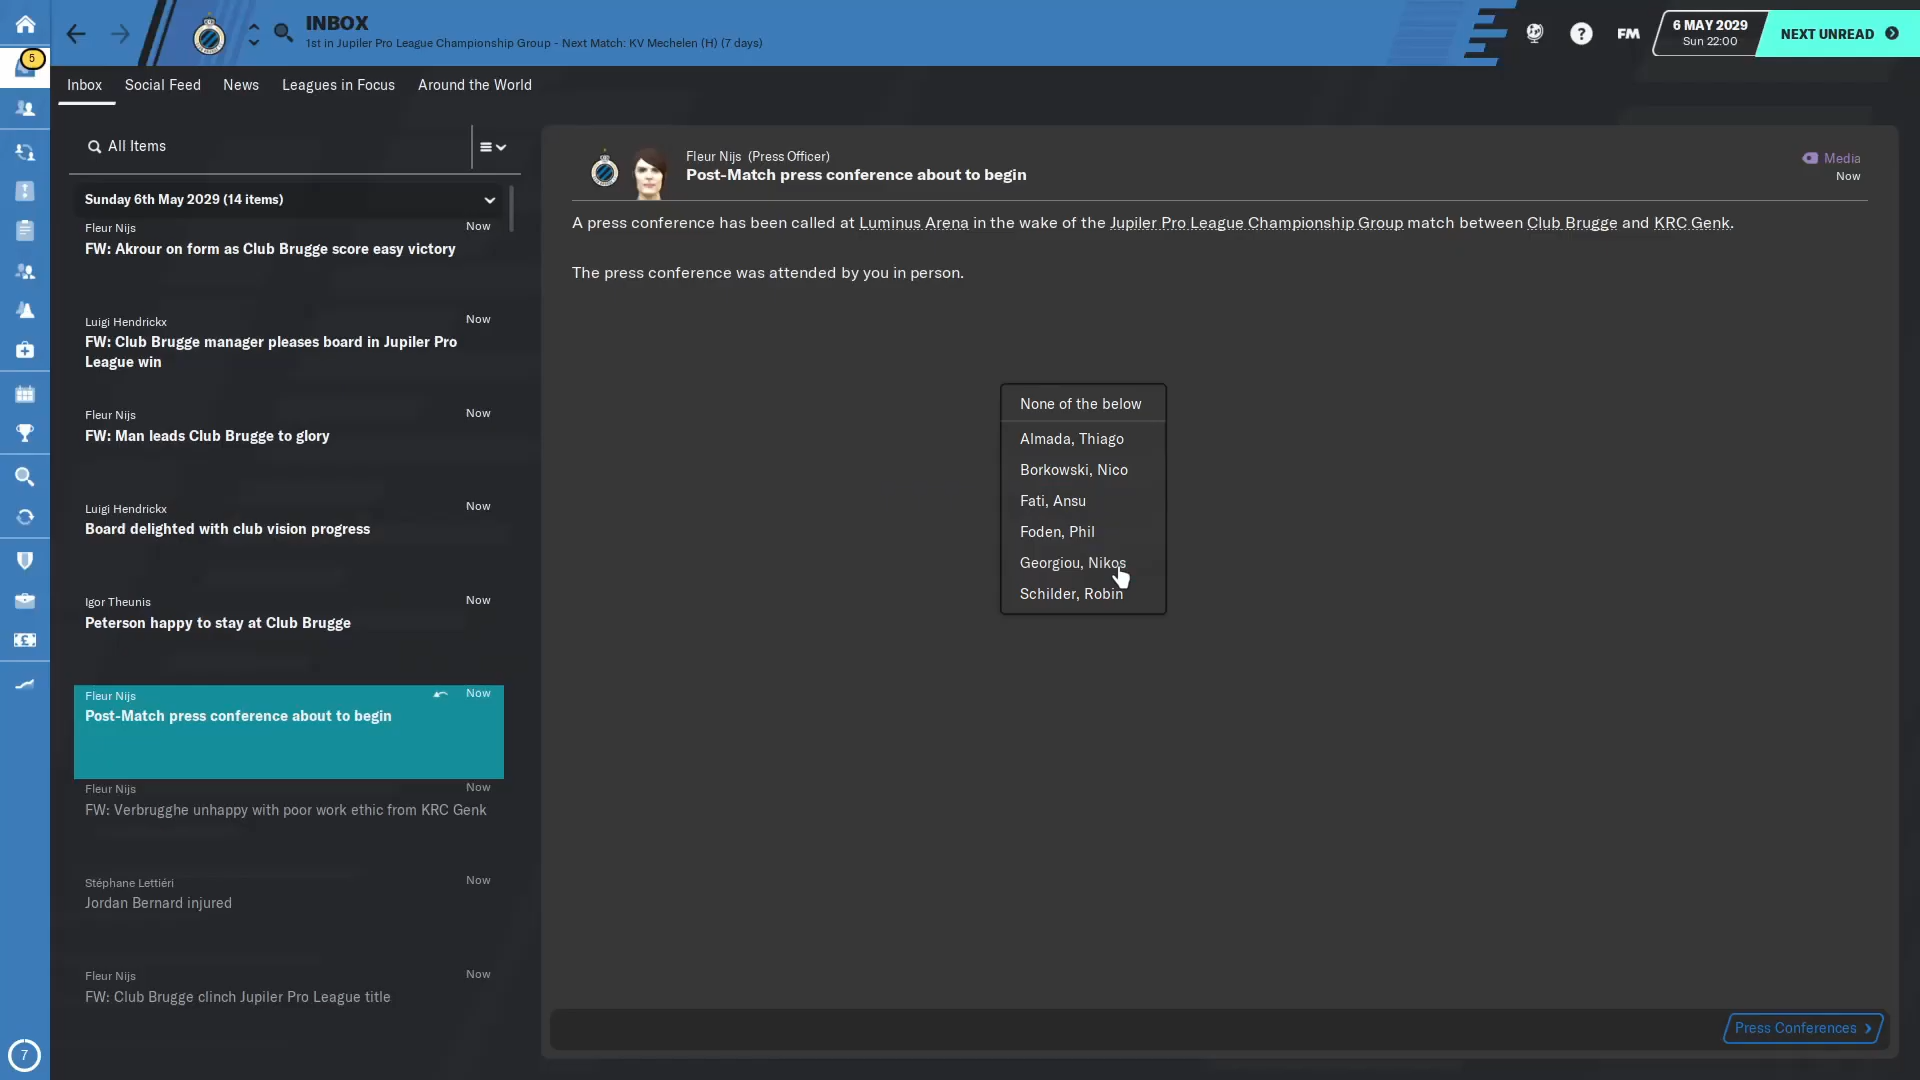 5
INBOX
1st in Jupiler Pro League Championship Group - Next Match: KV Mechelen (H) (7 days)
?
FM
6 MAY 2029
Sun 22:00
NEXT UNREAD
Inbox
Social Feed
News
Leagues in Focus
Around the World
All Items
Sunday 6th May 2029 (14 items)
Fleur Nijs
Now
FW: Akrour on form as Club Brugge score easy victory
Luigi Hendrickx
Now
FW: Club Brugge manager pleases board in Jupiler Pro
League win
Fleur Nijs
Now
FW: Man leads Club Brugge to glory
Luigi Hendrickx
Now
Board delighted with club vision progress
Igor Theunis
Now
Peterson happy to stay at Club Brugge
Fleur Nijs
Now
Post-Match press conference about to begin
Fleur Nijs
Now
FW: Verbrugghe unhappy with poor work ethic from KRC Genk
Stéphane Lettiéri
Now
Jordan Bernard injured
Fleur Nijs
Now
FW: Club Brugge clinch Jupiler Pro League title
7
Fleur Nijs (Press Officer)
Post-Match press conference about to begin
Media
Now
A press conference has been called at Luminus Arena in the wake of the Jupiler Pro League Championship Group match between Club Brugge and KRC Genk.
The press conference was attended by you in person.
None of the below
Almada, Thiago
Borkowski, Nico
Fati, Ansu
Foden, Phil
Georgiou, Nikos
Schilder, Robin
Press Conferences